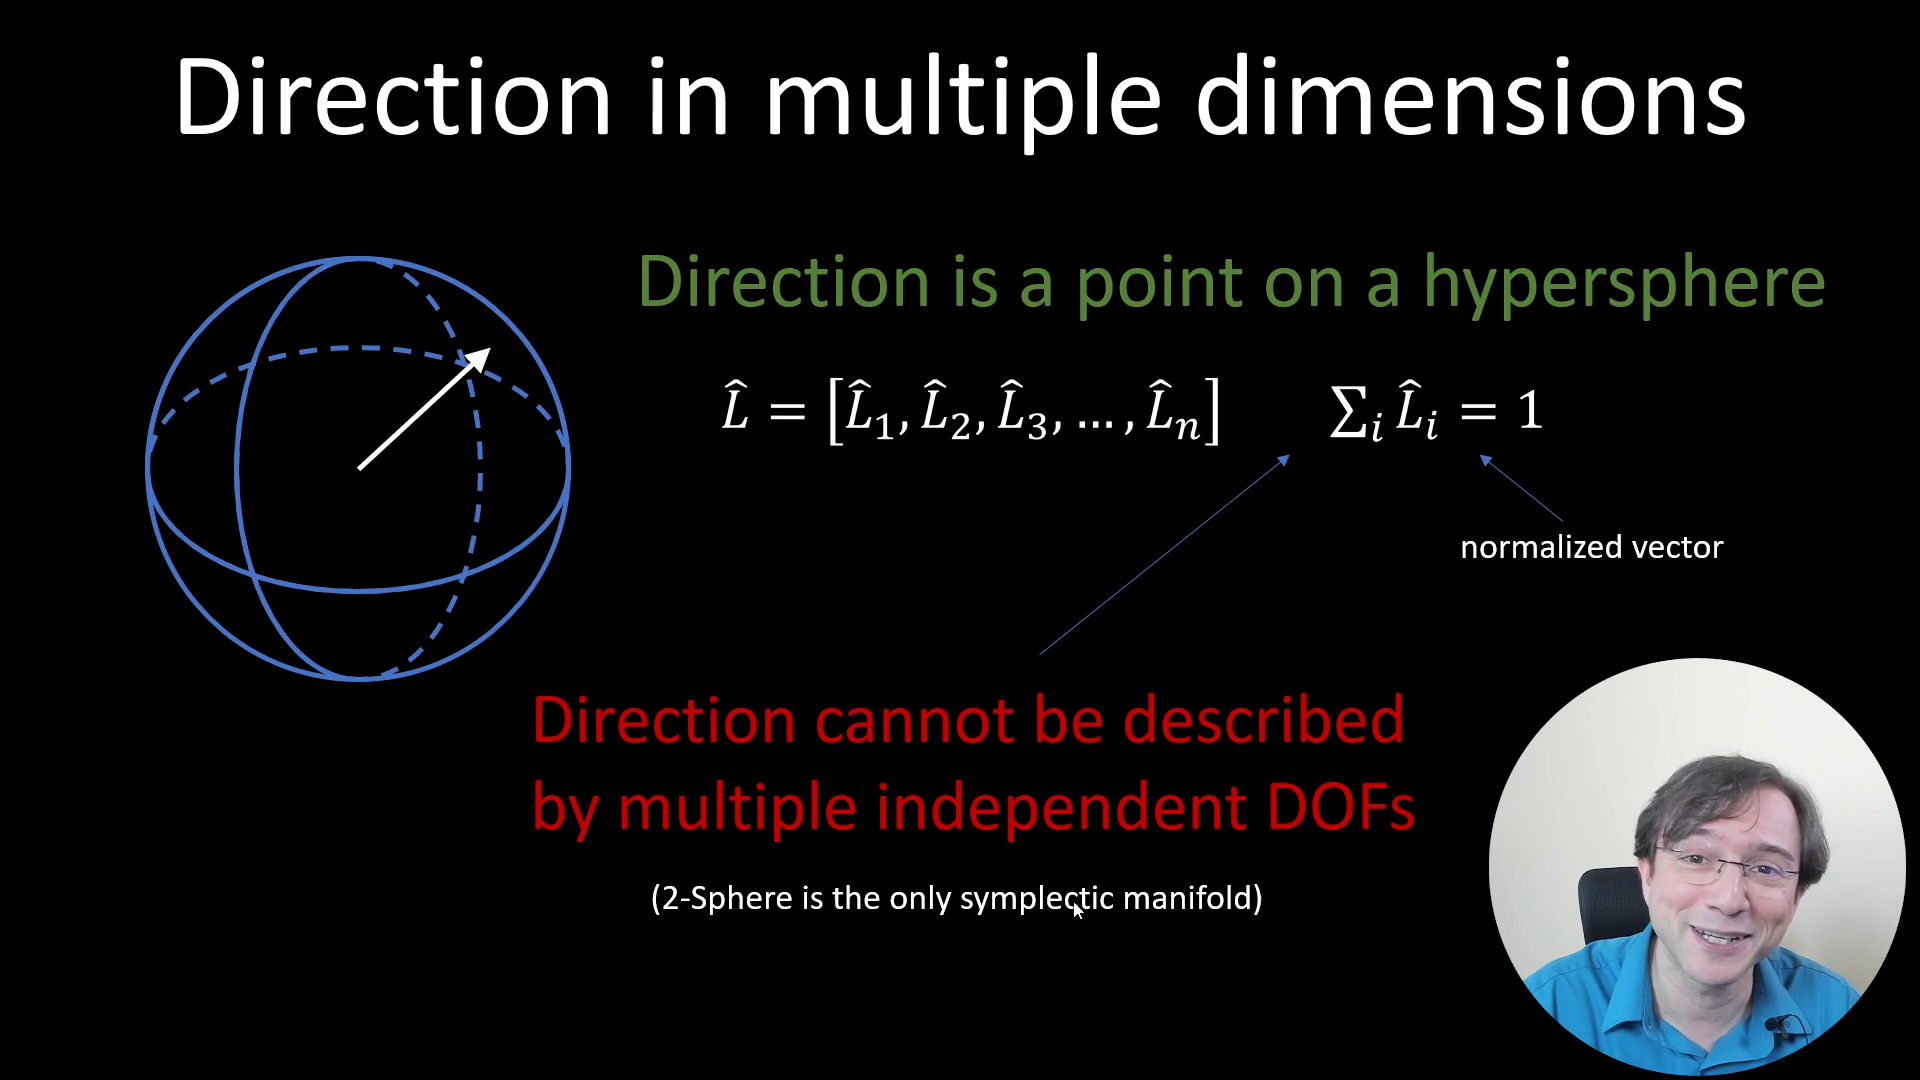 Direction in multiple dimensions
Direction is a point on a hypersphere
L̂ = [L̂₁, L̂₂, L̂₃, …, L̂ₙ]   ∑ᵢ L̂ᵢ = 1
normalized vector
Direction cannot be described
by multiple independent DOFs
(2-Sphere is the only symplectic manifold)